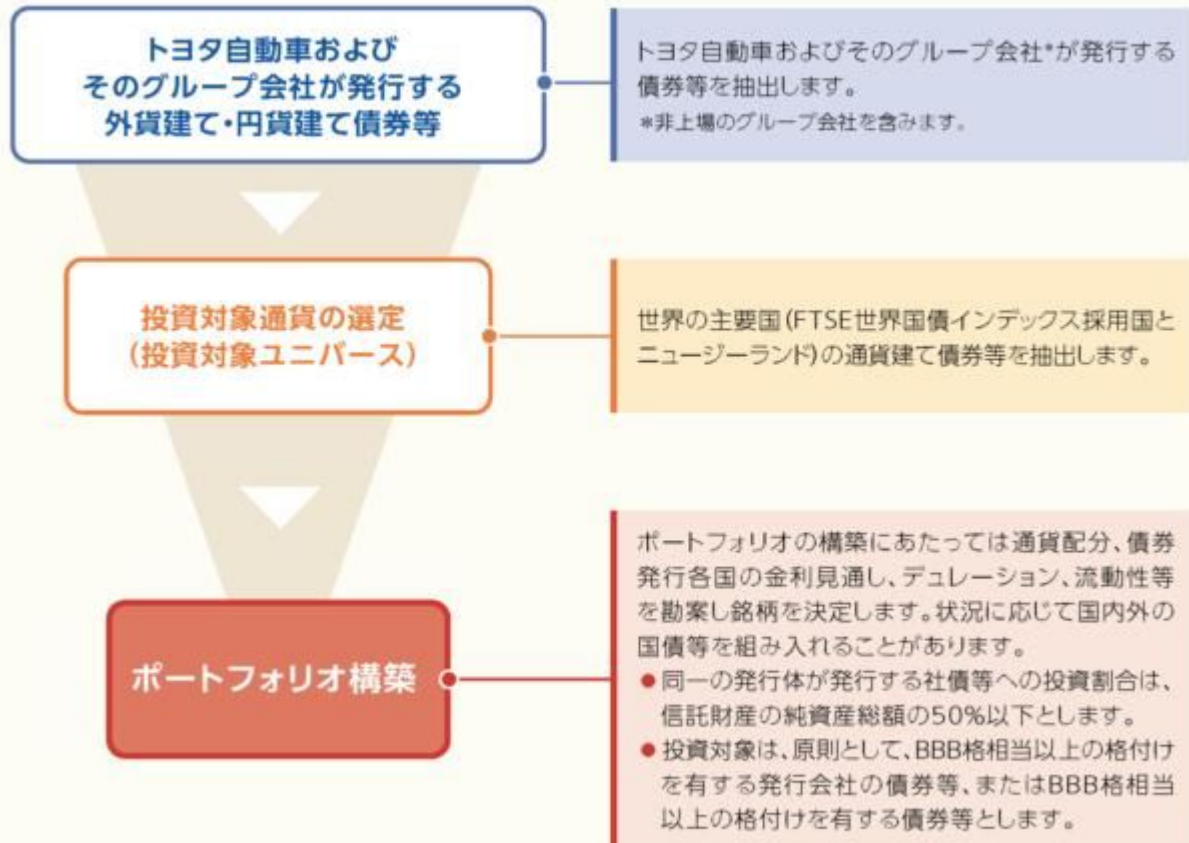 トヨタ自動車および
そのグループ会社が発行する
外貨建て・円貨建て債券等
トヨタ自動車およびそのグループ会社*が発行する
債券等を抽出します。
*非上場のグループ会社を含みます。
投資対象通貨の選定
(投資対象ユニバース)
世界の主要国(FTSE世界国債インデックス採用国と
ニュージーランド)の通貨建て債券等を抽出します。
ポートフォリオ構築
ポートフォリオの構築にあたっては通貨配分、債券
発行各国の金利見通し、デュレーション、流動性等
を勘案し銘柄を決定します。状況に応じて国内外の
国債等を組み入れることがあります。
●同一の発行体が発行する社債等への投資割合は、
信託財産の純資産総額の50%以下とします。
●投資対象は、原則として、BBB格相当以上の格付け
を有する発行会社の債券等、またはBBB格相当
以上の格付けを有する債券等とします。